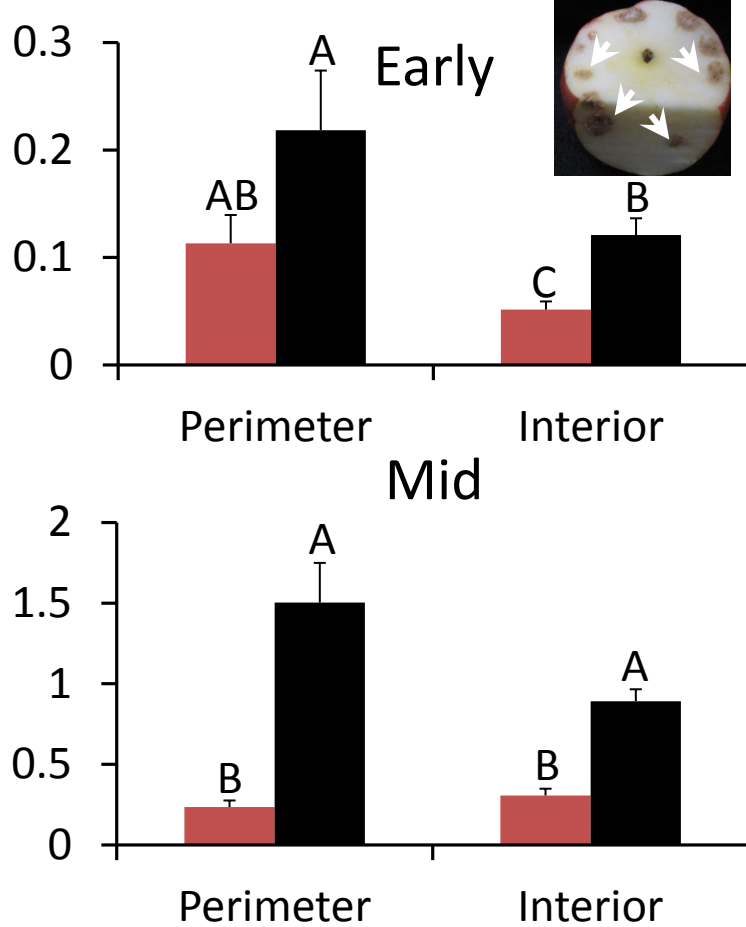 Early
0.3
0.2
0.1
0
AB
A
C
B
Perimeter
Interior
Mid
2
1.5
1
0.5
0
B
A
B
A
Perimeter
Interior